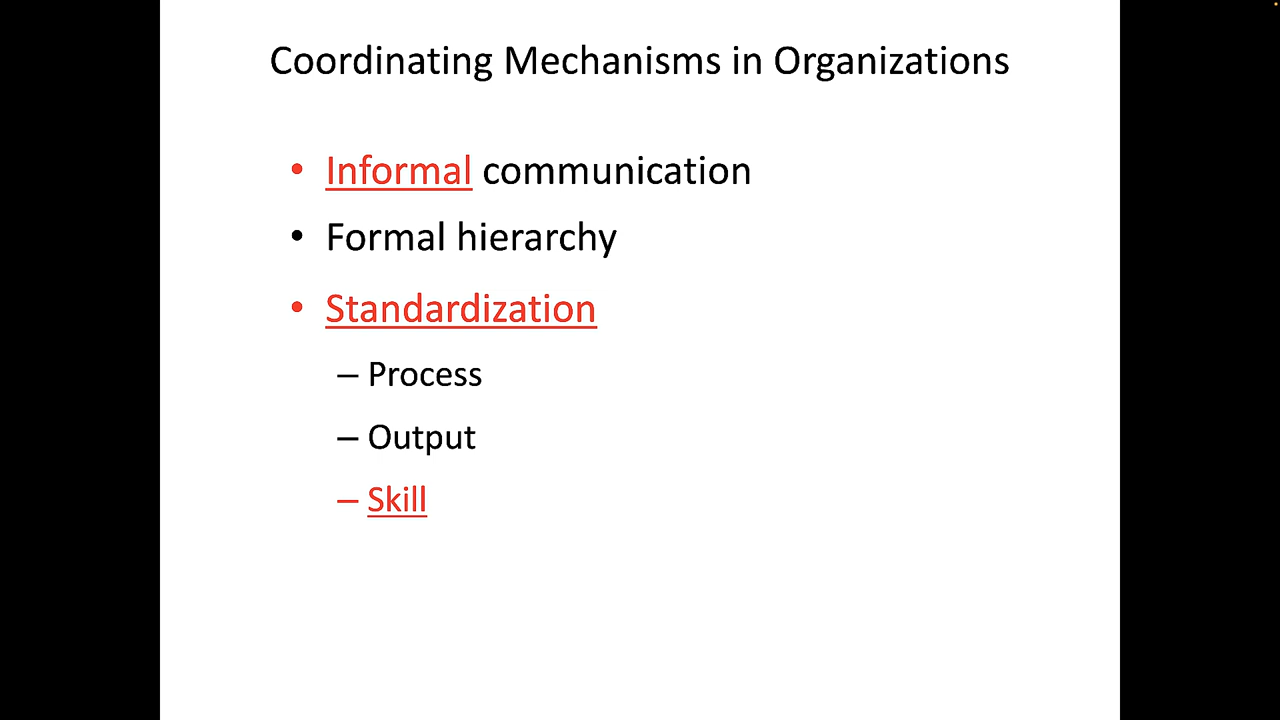 Coordinating Mechanisms in Organizations
• Informal communication
• Formal hierarchy
• Standardization
– Process
– Output
– Skill